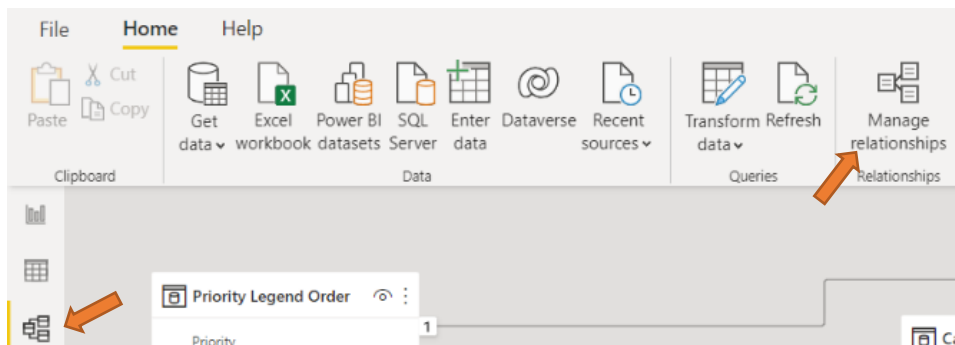 File Home Help
Cut
Copy
Paste
Get data
Excel workbook
Power BI datasets
SQL Server
Enter data
Dataverse
Recent sources
Transform data
Refresh
Manage relationships
Clipboard Data Queries Relationships
Priority Legend Order
1
Priority